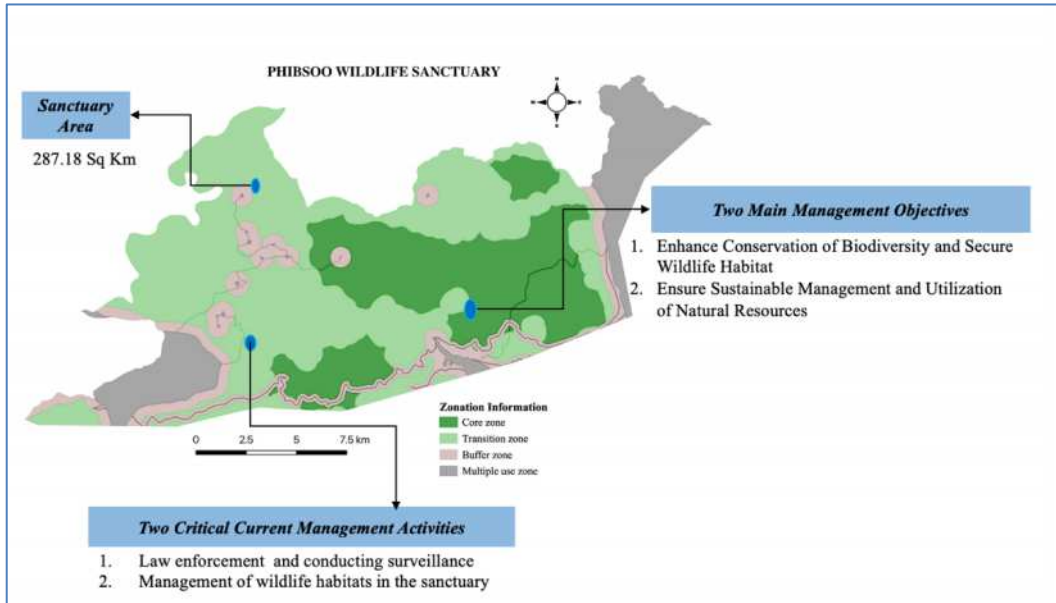 PHIBSOO WILDLIFE SANCTUARY
Sanctuary
Area
287.18 Sq Km
Two Main Management Objectives
1. Enhance Conservation of Biodiversity and Secure
Wildlife Habitat
2. Ensure Sustainable Management and Utilization
of Natural Resources
Zonation Information
Core zone
Transition zone
Buffer zone
Multiple use zone
0 2.5 5 7.5 km
Two Critical Current Management Activities
1. Law enforcement and conducting surveillance
2. Management of wildlife habitats in the sanctuary